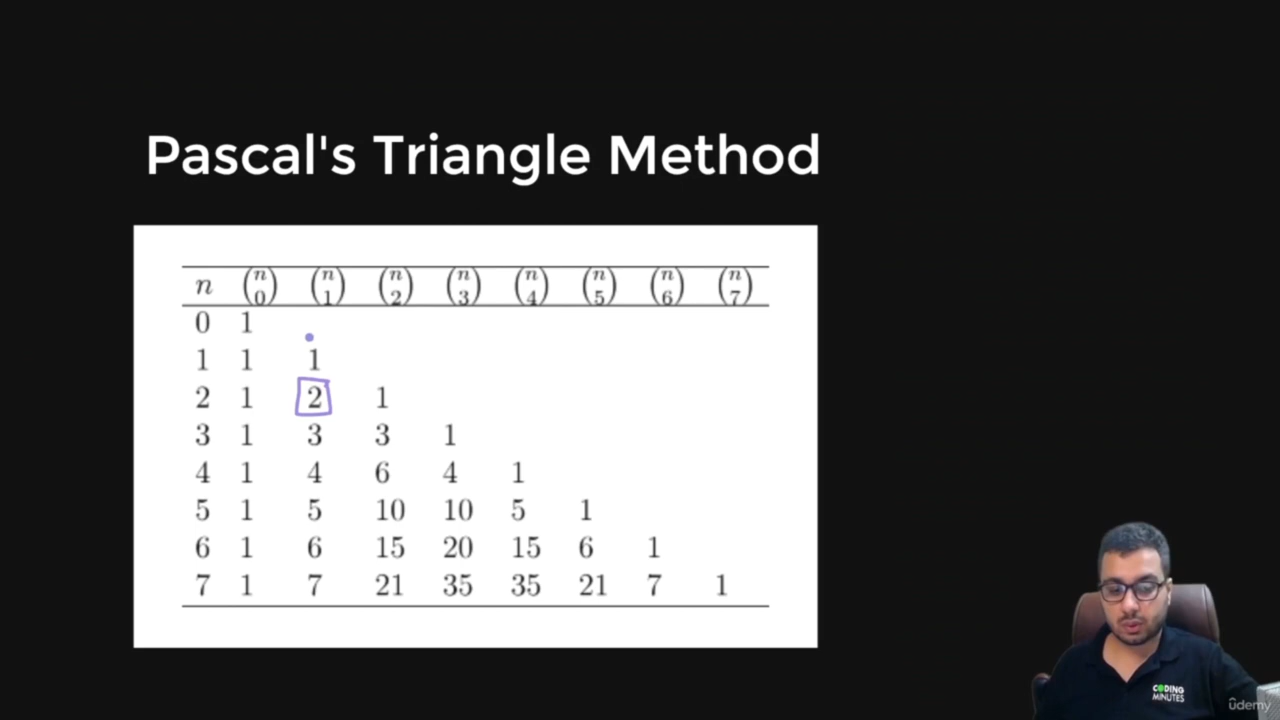 Pascal's Triangle Method
n (n 0) (n 1) (n 2) (n 3) (n 4) (n 5) (n 6) (n 7)
0 1
1 1 1
2 1 2 1
3 1 3 3 1
4 1 4 6 4 1
5 1 5 10 10 5 1
6 1 6 15 20 15 6 1
7 1 7 21 35 35 21 7 1
CODING
MINUTES
ûdemy